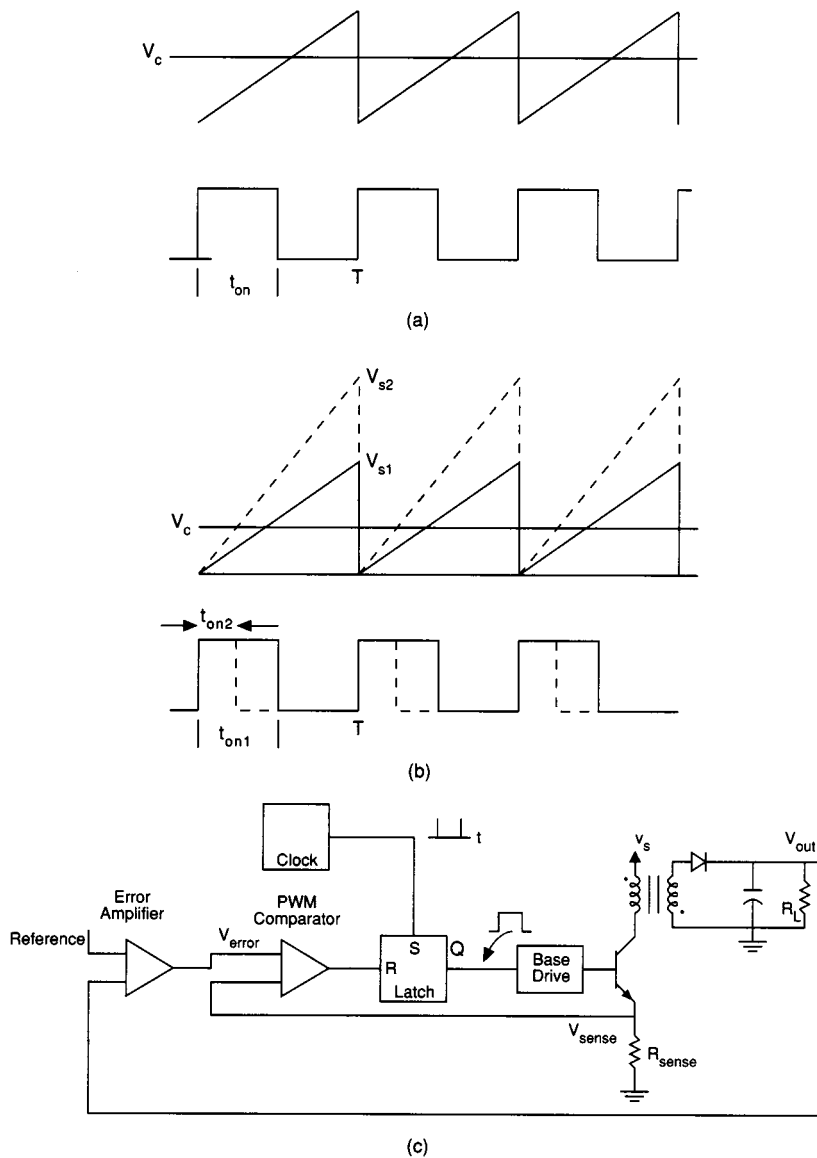 V_c
t_on
T
(a)
V_s2
V_s1
V_c
t_on2
t_on1
T
(b)
Clock
t
v_s
V_out
Error
Amplifier
PWM
Comparator
Reference
V_error
S
Q
R
Latch
Base
Drive
R_L
V_sense
R_sense
(c)